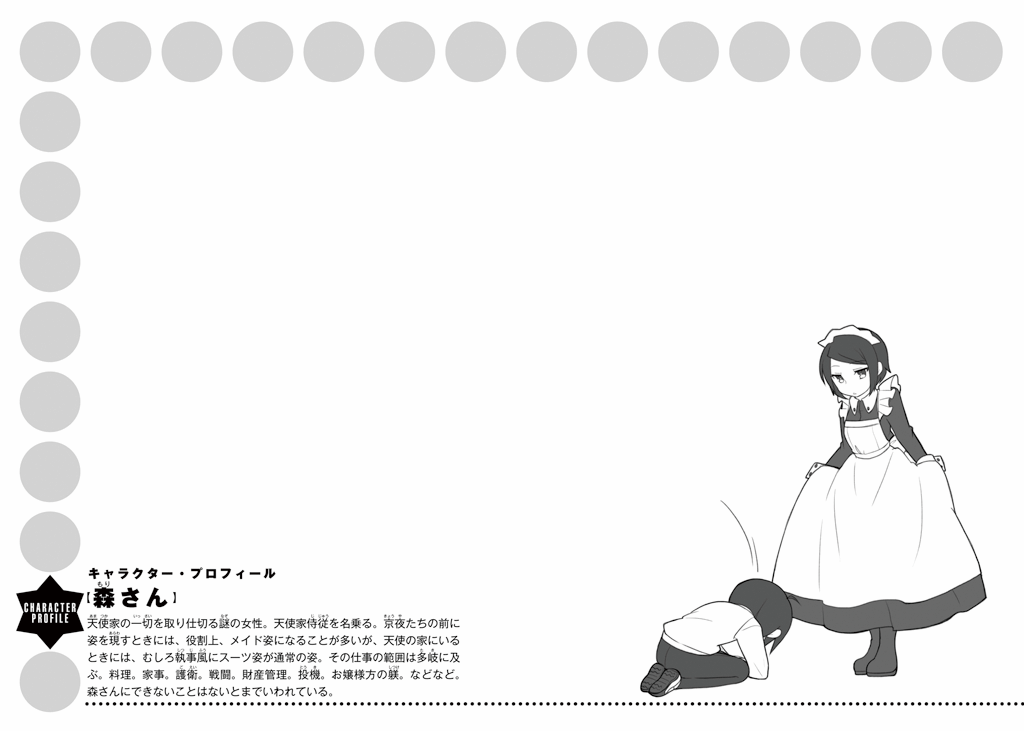 キャラクター・プロフィール
【森さん】
CHARACTER
PROFILE
天使家の一切を取り仕切る謎の女性。天使家侍従を名乗る。京夜たちの前に
姿を現すときには、役割上、メイド姿になることが多いが、天使の家にいる
ときには、むしろ執事風にスーツ姿が通常の姿。その仕事の範囲は多岐に及
ぶ。料理。家事。護衛。戦闘。財産管理。投機。お嬢様方の躾。などなど。
森さんにできないことはないとまでいわれている。